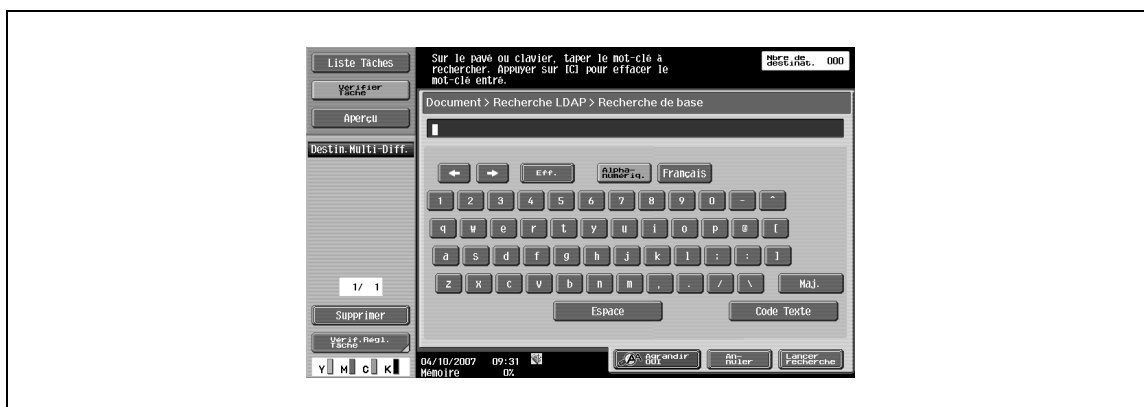 Liste Tâches
Vérifier
Tâche
Aperçu
Destin.Multi-Diff.
1/ 1
Supprimer
Vérif.Régl.
Tâche
Y M C K
Sur le pavé ou clavier, taper le mot-clé à
rechercher. Appuyer sur [C] pour effacer le
mot-clé entré.
Nbre de
destinat. 000
Document > Recherche LDAP > Recherche de base
Eff.
Alpha-
numériq.
Français
1 2 3 4 5 6 7 8 9 0 - ^
q w e r t y u i o p @ [
a s d f g h j k l ; : ]
z x c v b n m , . / \ Maj.
Espace Code Texte
04/10/2007 09:31
Mémoire 0%
Agrandir
OUI
An-
nuler
Lancer
recherche